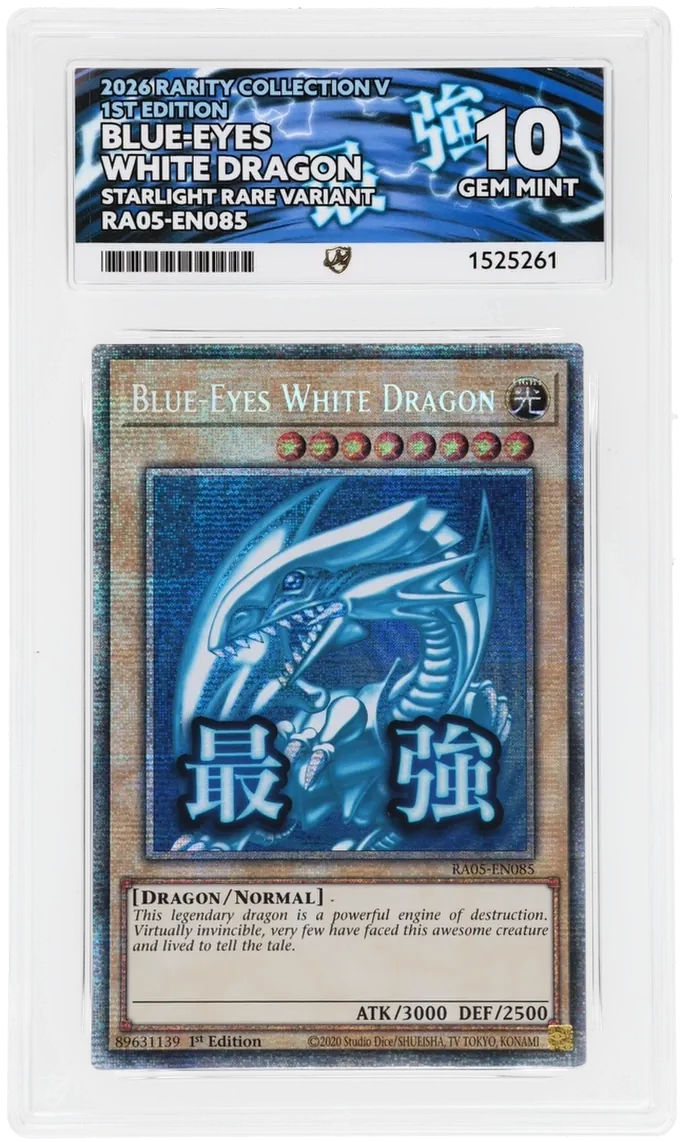 2026 RARITY COLLECTION V
1ST EDITION
BLUE-EYES
WHITE DRAGON
STARLIGHT RARE VARIANT
RA05-EN085
最強
10
GEM MINT
1525261
BLUE-EYES WHITE DRAGON
LIGHT
光
最 強
RA05-EN085
[DRAGON/NORMAL]
This legendary dragon is a powerful engine of destruction.
Virtually invincible, very few have faced this awesome creature
and lived to tell the tale.
ATK/3000 DEF/2500
89631139 1st Edition ©2020 Studio Dice/SHUEISHA, TV TOKYO, KONAMI